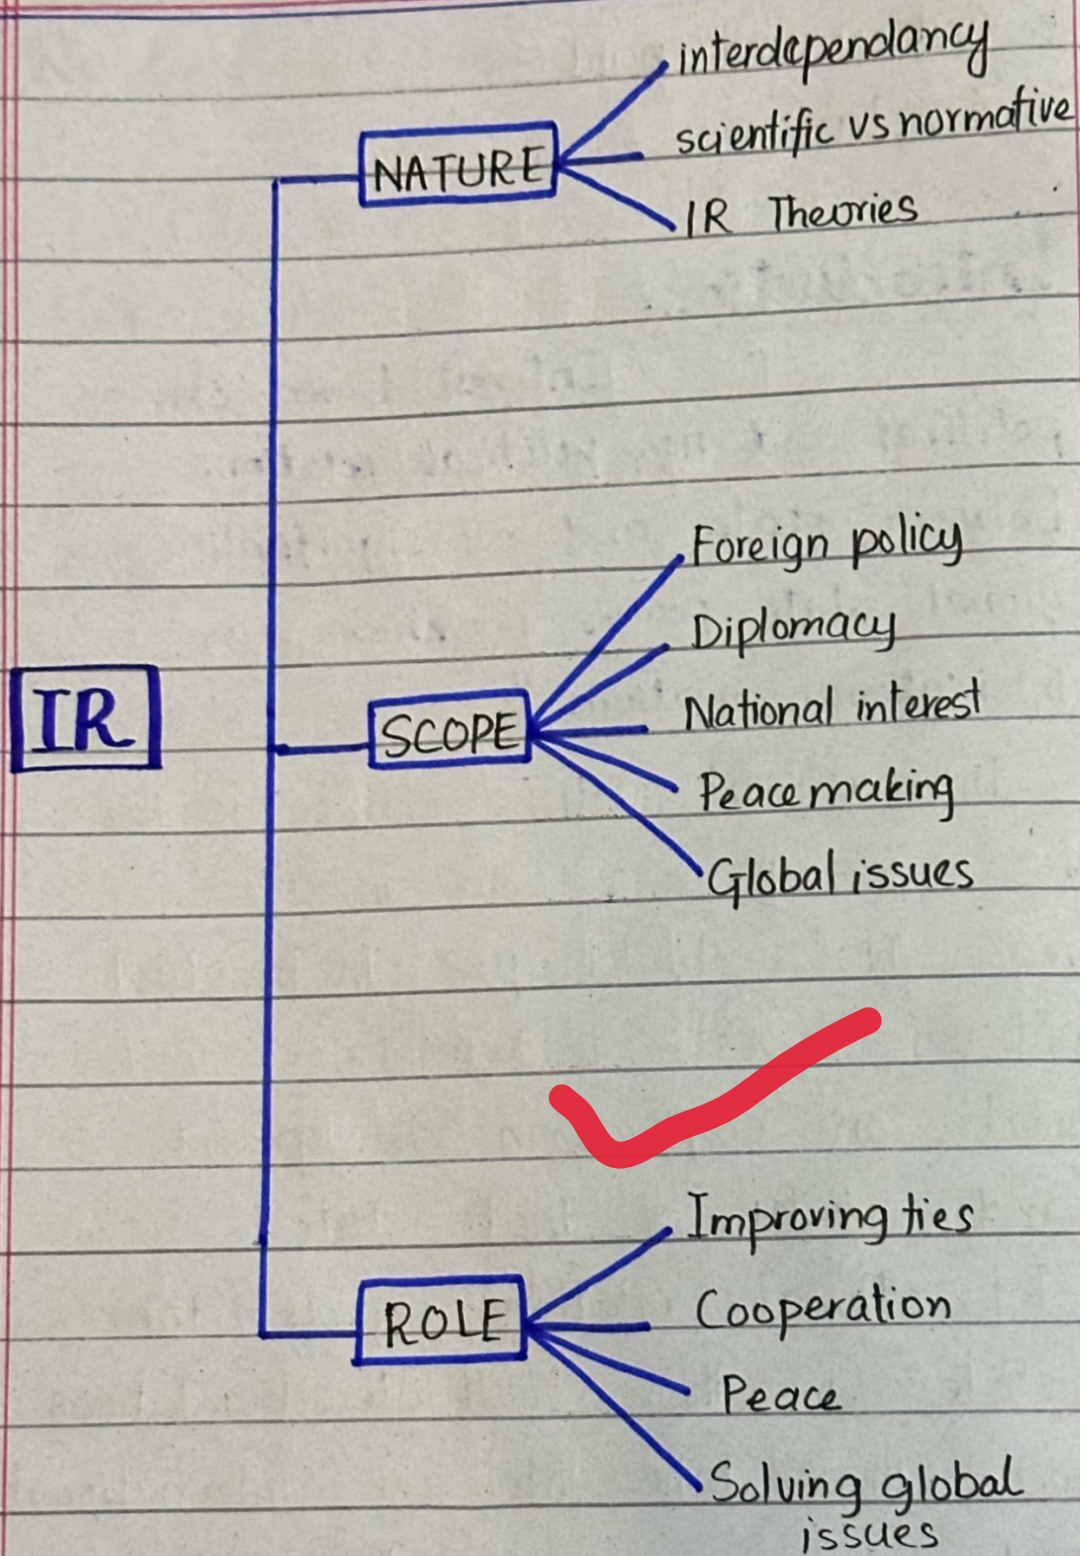 interdependancy
scientific vs normative
NATURE
IR Theories
Foreign policy
Diplomacy
National interest
IR
SCOPE
Peace making
Global issues
Improving ties
Cooperation
ROLE
Peace
Solving global
issues